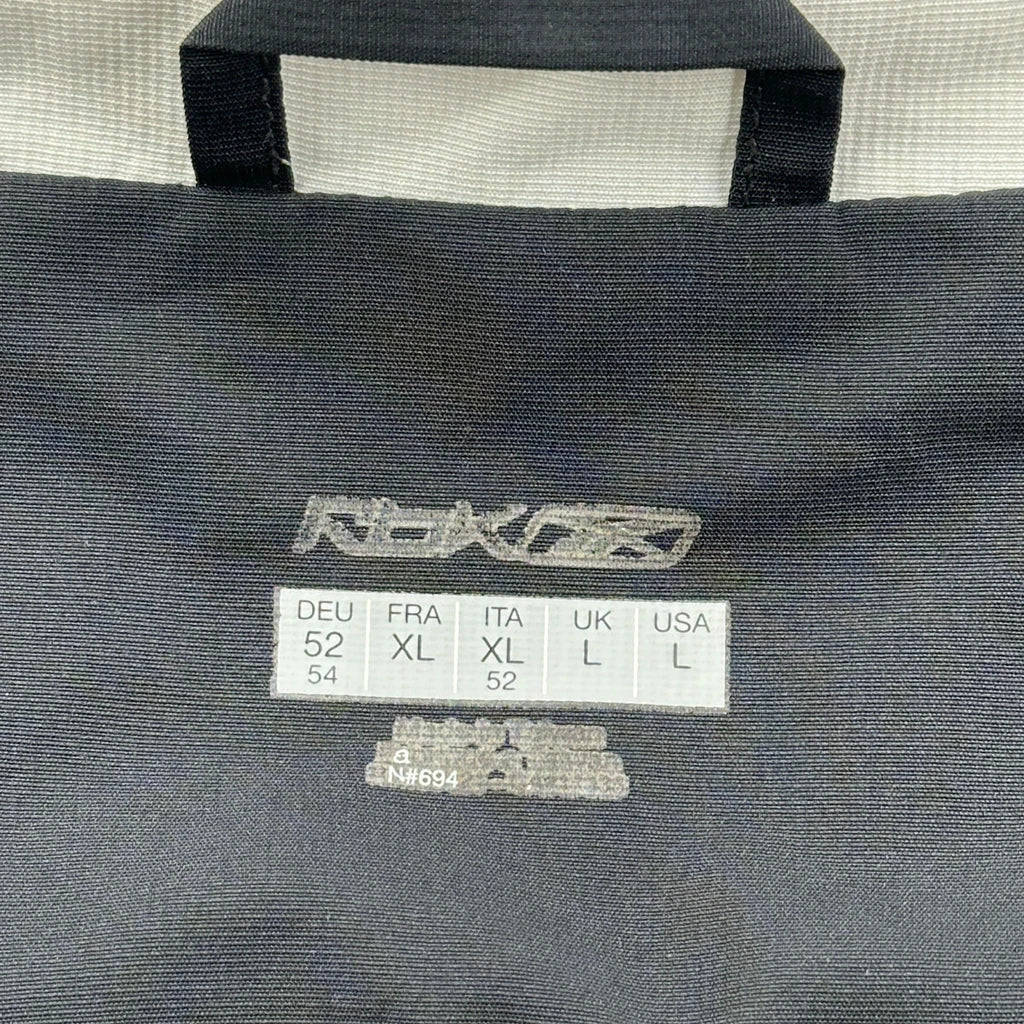 RbK
DEU FRA ITA UK USA
52 XL XL L L
54 52
a
N#694